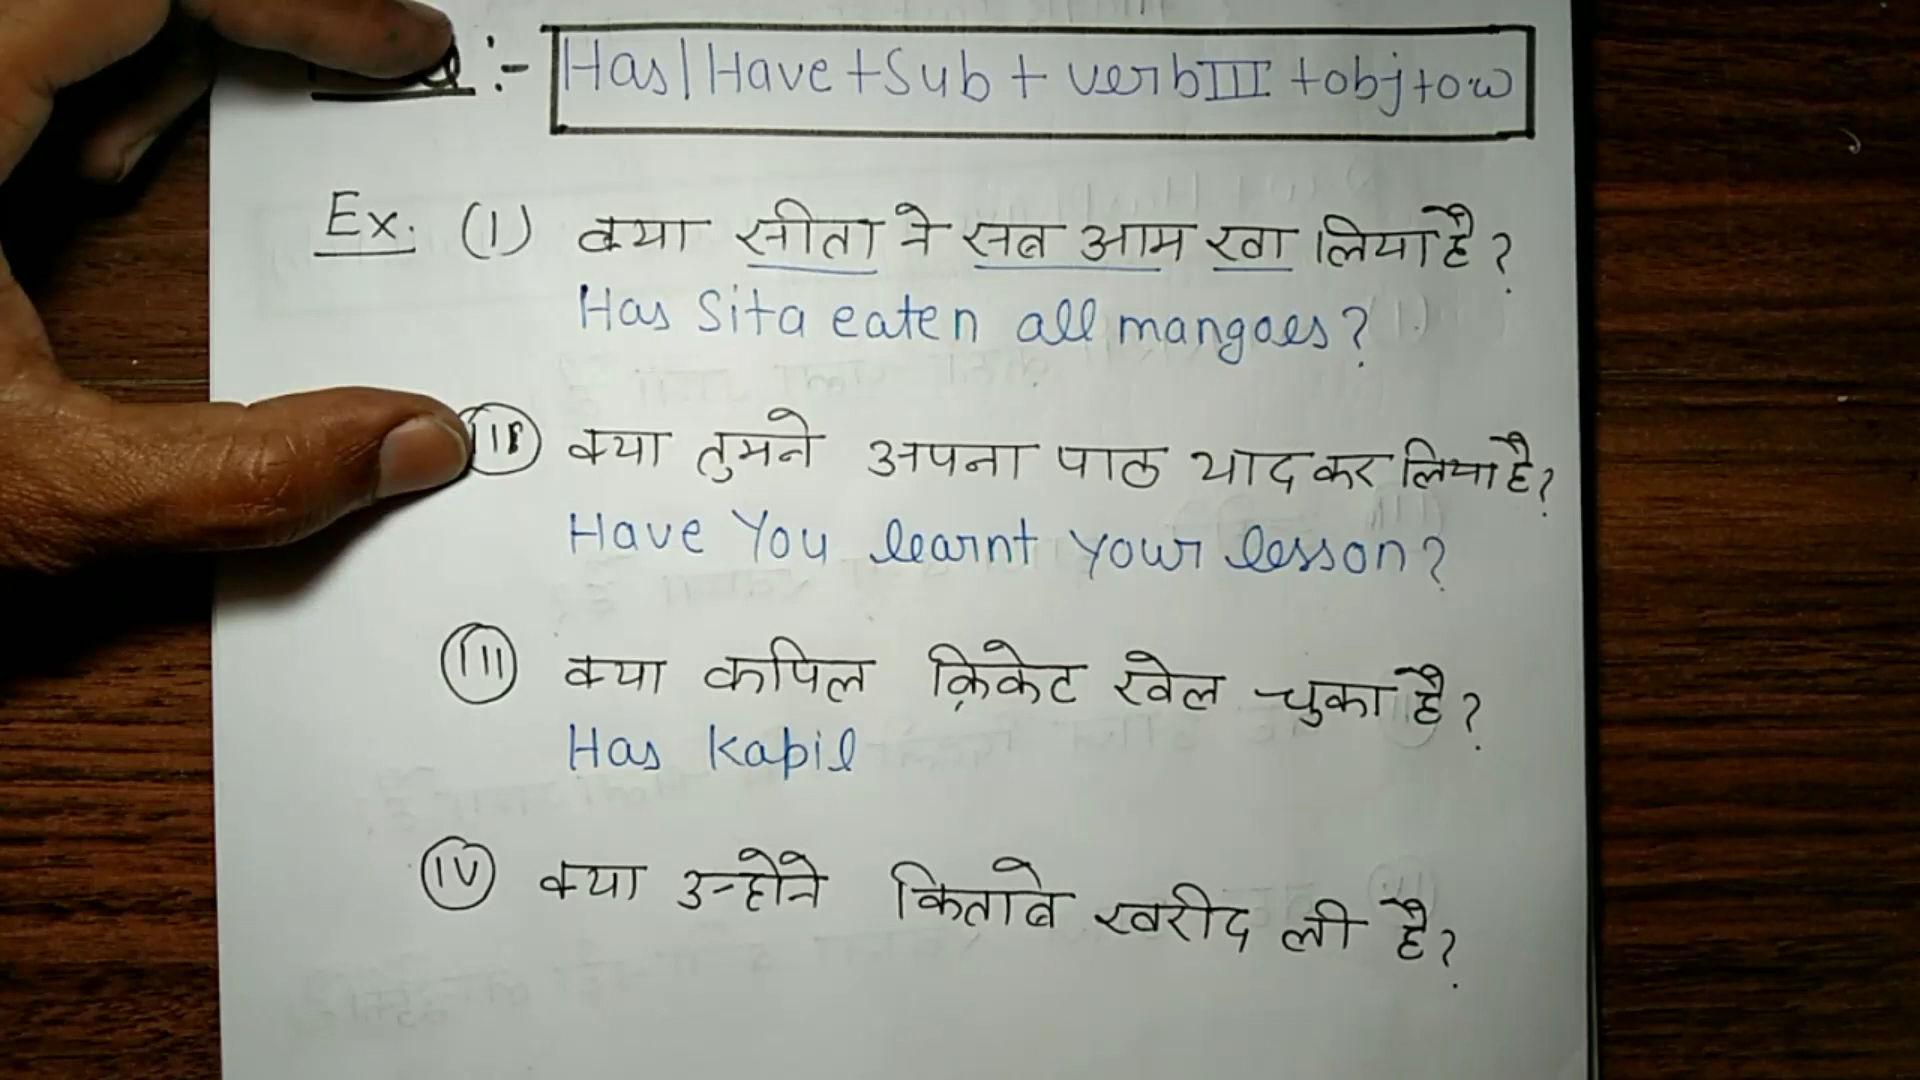 :- Has/Have+Sub+verbIII+obj+ow
Ex. (1) क्या सीता ने सब आम खा लिया है?
Has Sita eaten all mangoes?
(ii) क्या तुमने अपना पाठ याद कर लिया है?
Have You learnt your lesson?
(iii) क्या कपिल क्रिकेट खेल चुका है?
Has Kapil
(iv) क्या उन्होने किताबे खरीद ली है?